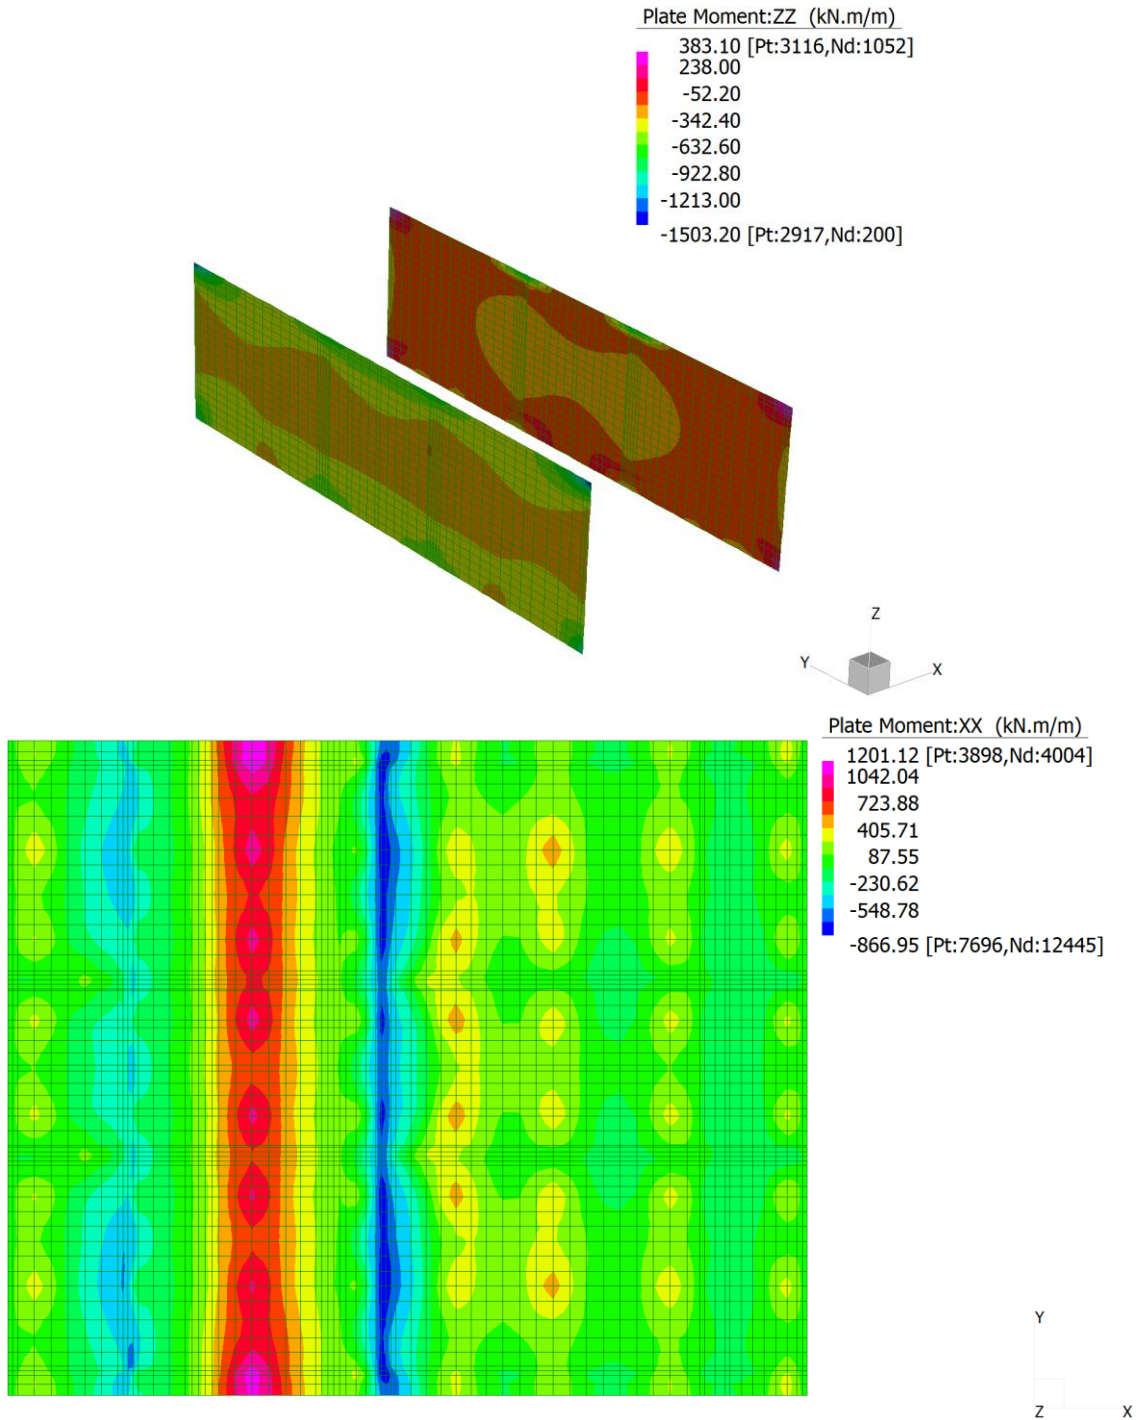 Plate Moment:ZZ (kN.m/m)
383.10 [Pt:3116,Nd:1052]
238.00
-52.20
-342.40
-632.60
-922.80
-1213.00
-1503.20 [Pt:2917,Nd:200]
Z
Y
X
Plate Moment:XX (kN.m/m)
1201.12 [Pt:3898,Nd:4004]
1042.04
723.88
405.71
87.55
-230.62
-548.78
-866.95 [Pt:7696,Nd:12445]
Y
Z
X